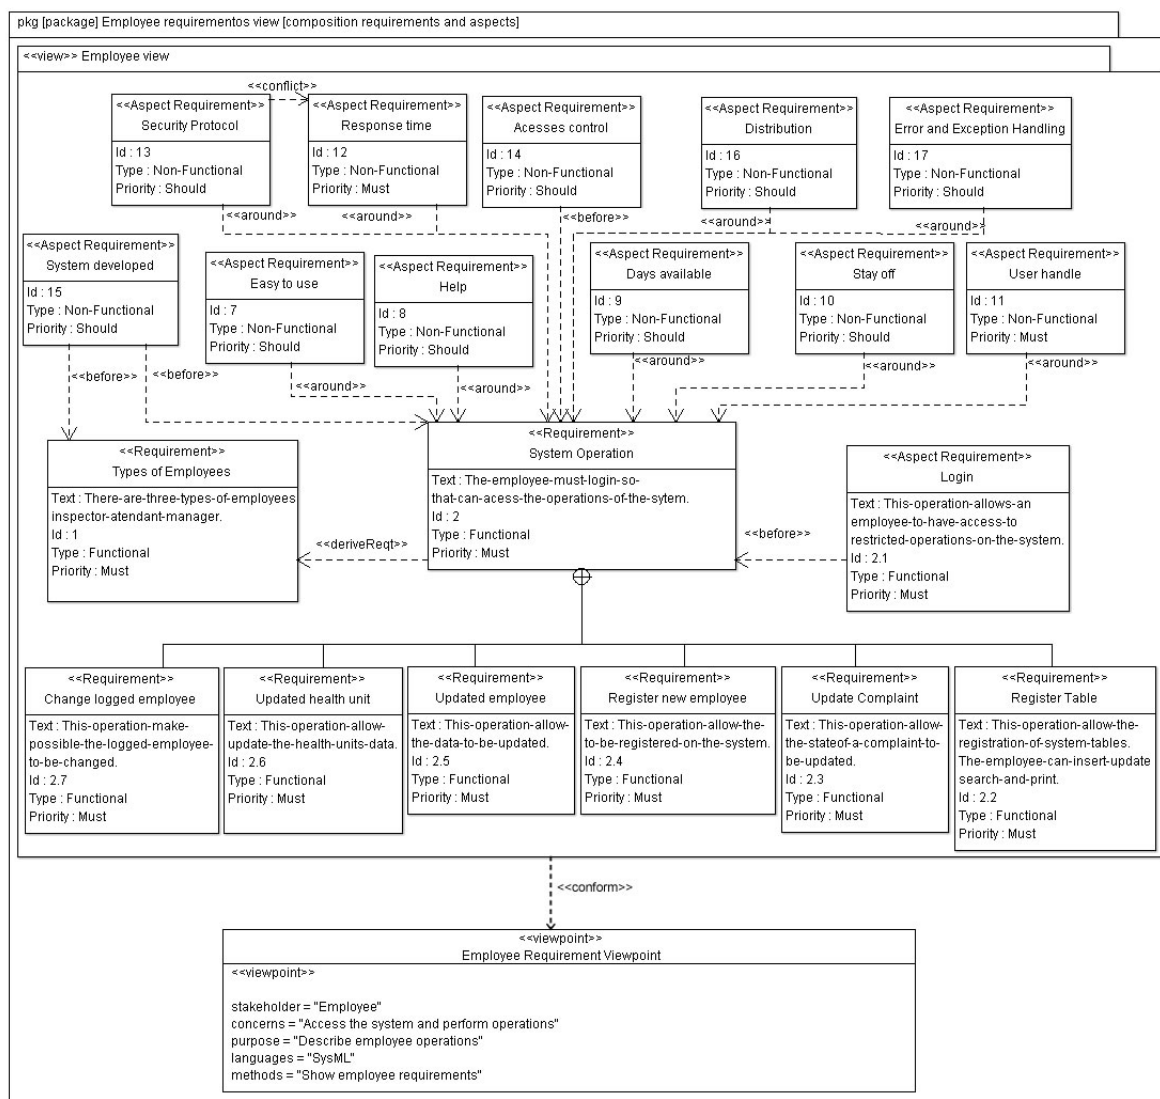 pkg [package] Employee requirementos view [composition requirements and aspects]
<<view>> Employee view
<<conflict>>
<<Aspect Requirement>>
Security Protocol
Id : 13
Type : Non-Functional
Priority : Should
<<Aspect Requirement>>
Response time
Id : 12
Type : Non-Functional
Priority : Must
<<Aspect Requirement>>
Acesses control
Id : 14
Type : Non-Functional
Priority : Should
<<Aspect Requirement>>
Distribution
Id : 16
Type : Non-Functional
Priority : Should
<<Aspect Requirement>>
Error and Exception Handling
Id : 17
Type : Non-Functional
Priority : Should
<<around>>
<<around>>
<<before>>
<<around>>
<<around>>
<<Aspect Requirement>>
System developed
Id : 15
Type : Non-Functional
Priority : Should
<<Aspect Requirement>>
Easy to use
Id : 7
Type : Non-Functional
Priority : Should
<<Aspect Requirement>>
Help
Id : 8
Type : Non-Functional
Priority : Should
<<Aspect Requirement>>
Days available
Id : 9
Type : Non-Functional
Priority : Should
<<Aspect Requirement>>
Stay off
Id : 10
Type : Non-Functional
Priority : Should
<<Aspect Requirement>>
User handle
Id : 11
Type : Non-Functional
Priority : Must
<<before>>
<<before>>
<<around>>
<<around>>
<<around>>
<<around>>
<<around>>
<<Requirement>>
Types of Employees
Text : There-are-three-types-of-employees
inspector-atendant-manager.
Id : 1
Type : Functional
Priority : Must
<<deriveReqt>>
<<Requirement>>
System Operation
Text : The-employee-must-login-so-
that-can-acess-the-operations-of-the-sytem.
Id : 2
Type : Functional
Priority : Must
<<before>>
<<Aspect Requirement>>
Login
Text : This-operation-allows-an
employee-to-have-access-to
restricted-operations-on-the-system.
Id : 2.1
Type : Functional
Priority : Must
<<Requirement>>
Change logged employee
Text : This-operation-make-
possible-the-logged-employee-
to-be-changed.
Id : 2.7
Type : Functional
Priority : Must
<<Requirement>>
Updated health unit
Text : This-operation-allow-
update-the-health-units-data.
Id : 2.6
Type : Functional
Priority : Must
<<Requirement>>
Updated employee
Text : This-operation-allow-
the-data-to-be-updated.
Id : 2.5
Type : Functional
Priority : Must
<<Requirement>>
Register new employee
Text : This-operation-allow-the-
to-be-registered-on-the-system.
Id : 2.4
Type : Functional
Priority : Must
<<Requirement>>
Update Complaint
Text : This-operation-allow-
the-stateof-a-complaint-to-
be-updated.
Id : 2.3
Type : Functional
Priority : Must
<<Requirement>>
Register Table
Text : This-operation-allow-the-
registration-of-system-tables.
The-employee-can-insert-update
search-and-print.
Id : 2.2
Type : Functional
Priority : Must
<<conform>>
<<viewpoint>>
Employee Requirement Viewpoint
<<viewpoint>>
stakeholder = "Employee"
concerns = "Access the system and perform operations"
purpose = "Describe employee operations"
languages = "SysML"
methods = "Show employee requirements"